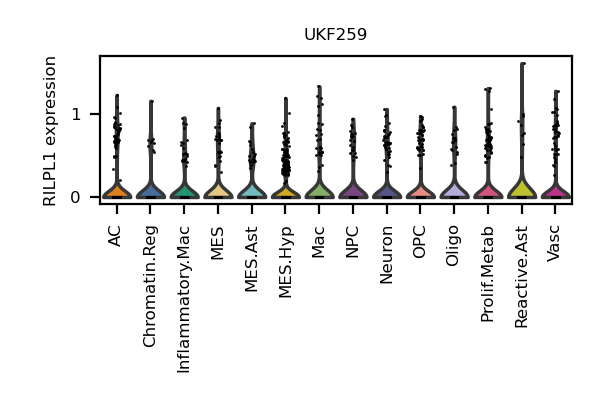 UKF259
RILPL1 expression
1
0
AC
Chromatin.Reg
Inflammatory.Mac
MES
MES.Ast
MES.Hyp
Mac
NPC
Neuron
OPC
Oligo
Prolif.Metab
Reactive.Ast
Vasc